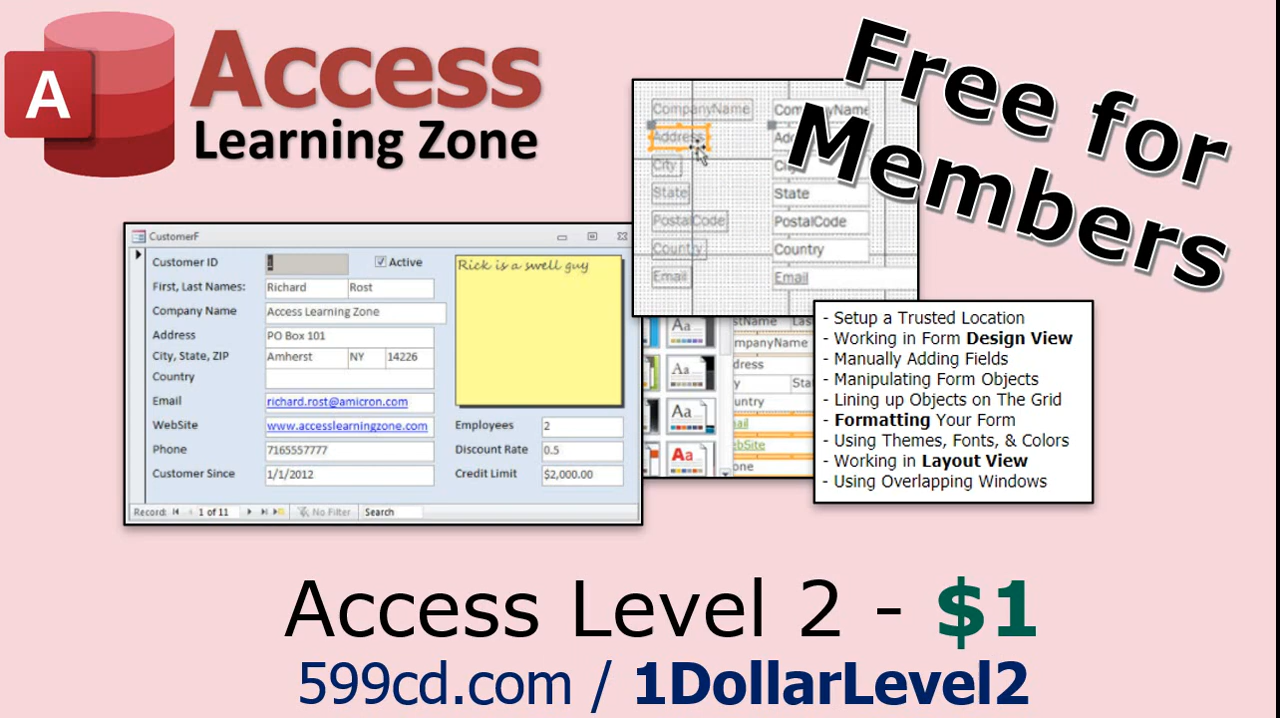 A
Access
Learning Zone
Free for
Members
CompanyName CompanyName
Address
City
State State
PostalCode PostalCode
Country Country
Email Email
CustomerF
Customer ID Active
First, Last Names: Richard Rost
Company Name Access Learning Zone
Address PO Box 101
City, State, ZIP Amherst NY 14226
Country
Email richard.rost@amicron.com
WebSite www.accesslearningzone.com
Phone 7165557777
Customer Since 1/1/2012
Rick is a swell guy
Employees 2
Discount Rate 0.5
Credit Limit $2,000.00
Record: 1 of 11 No Filter Search
Aa
Aa
Aa
Aa
- Setup a Trusted Location
- Working in Form Design View
- Manually Adding Fields
- Manipulating Form Objects
- Lining up Objects on The Grid
- Formatting Your Form
- Using Themes, Fonts, & Colors
- Working in Layout View
- Using Overlapping Windows
Access Level 2 - $1
599cd.com / 1DollarLevel2